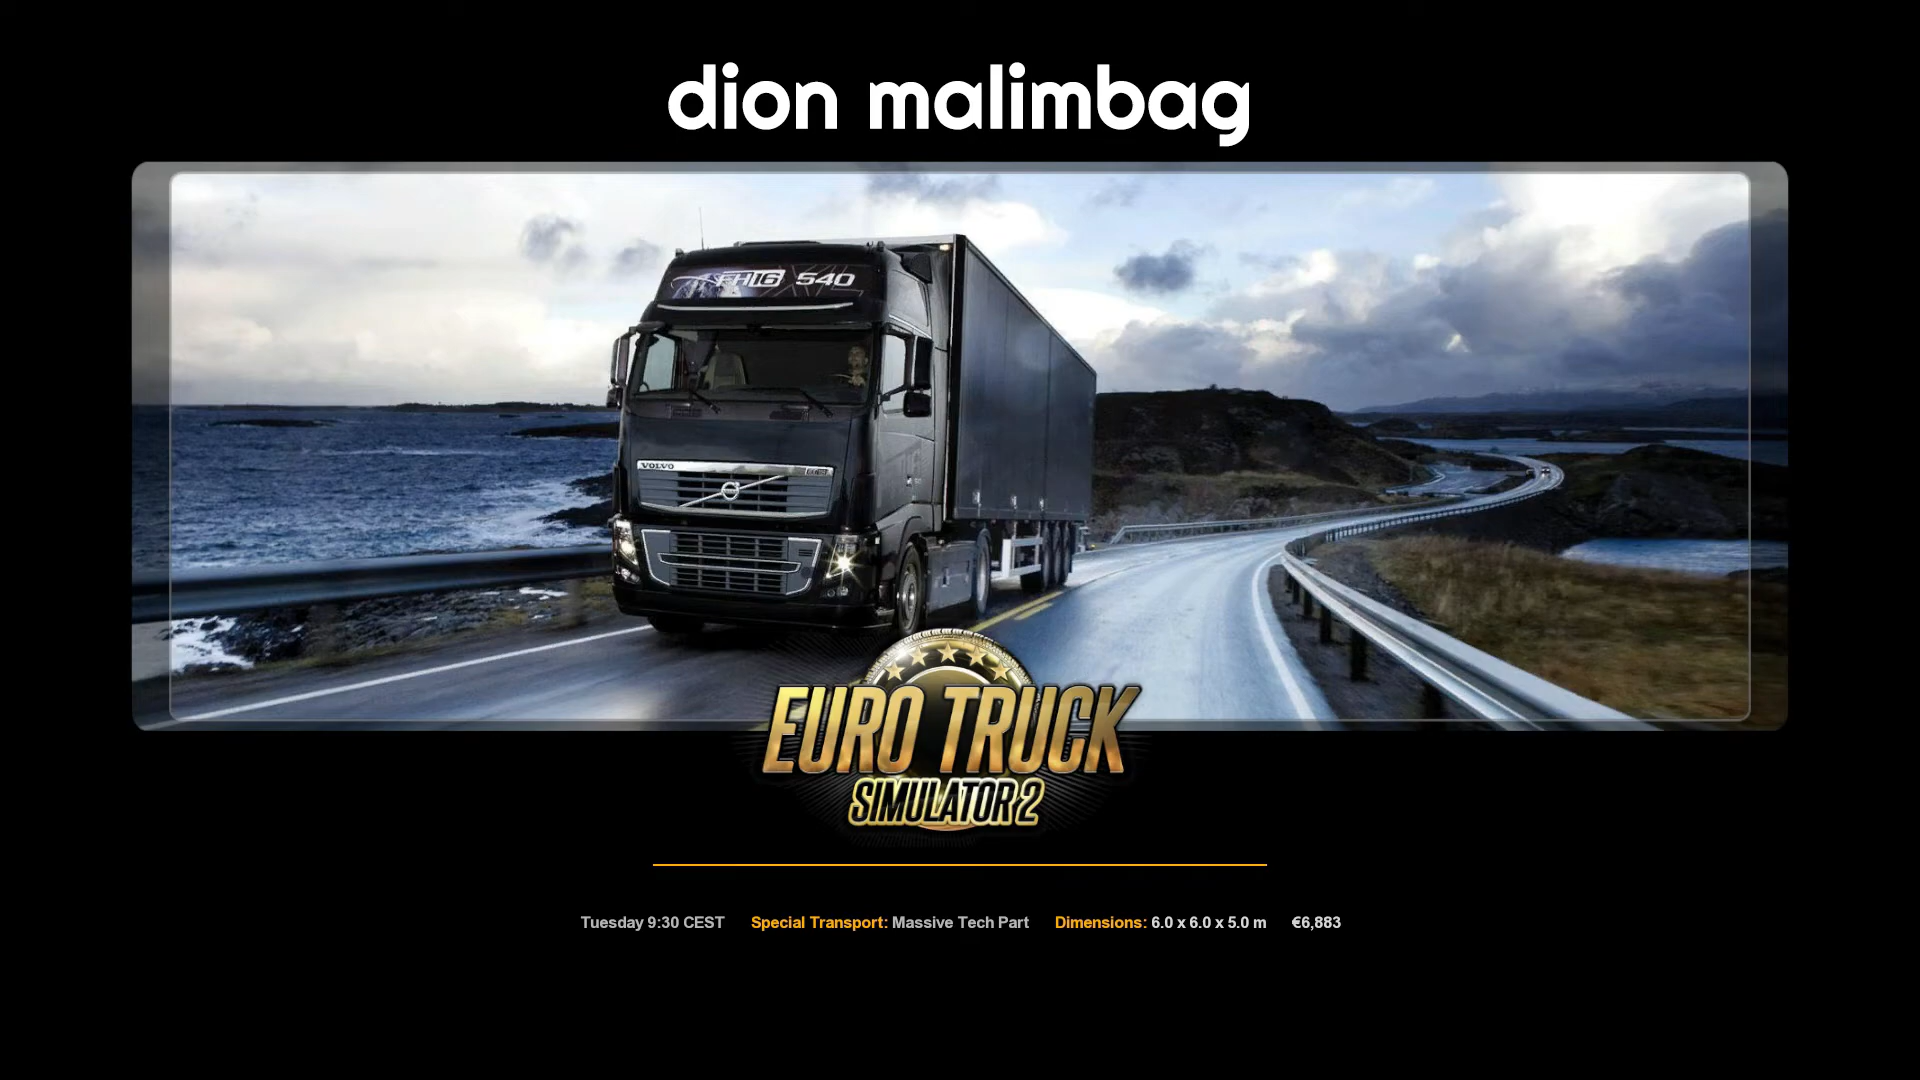 dion malimbag
FH16 540
VOLVO
EURO TRUCK
SIMULATOR 2
Tuesday 9:30 CEST Special Transport: Massive Tech Part Dimensions: 6.0 x 6.0 x 5.0 m €6,883